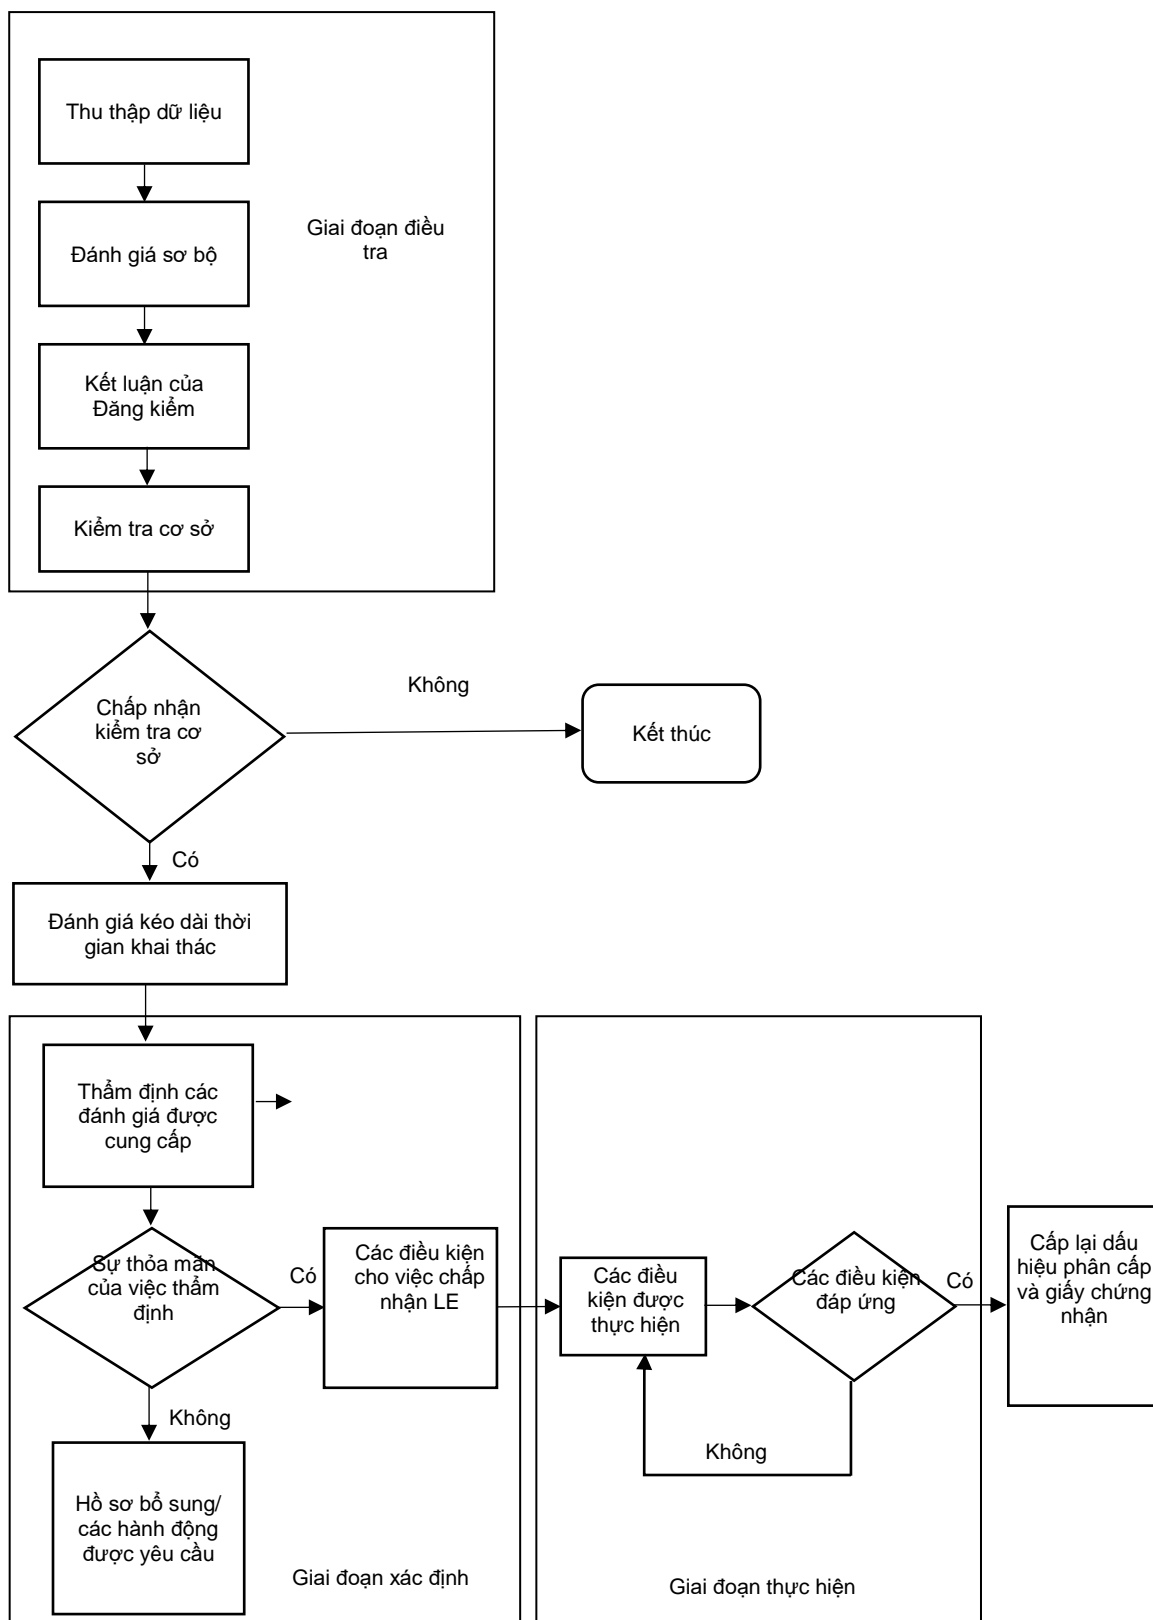 Thu thập dữ liệu
Đánh giá sơ bộ
Giai đoạn điều
tra
Kết luận của
Đăng kiểm
Kiểm tra cơ sở
Chấp nhận
kiểm tra cơ
sở
Không
Kết thúc
Có
Đánh giá kéo dài thời
gian khai thác
Thẩm định các
đánh giá được
cung cấp
Sự thỏa mãn
của việc thẩm
định
Có
Các điều kiện
cho việc chấp
nhận LE
Các điều
kiện được
thực hiện
Các điều kiện
đáp ứng
Có
Cấp lại dấu
hiệu phân cấp
và giấy chứng
nhận
Không
Không
Hồ sơ bổ sung/
các hành động
được yêu cầu
Giai đoạn xác định
Giai đoạn thực hiện